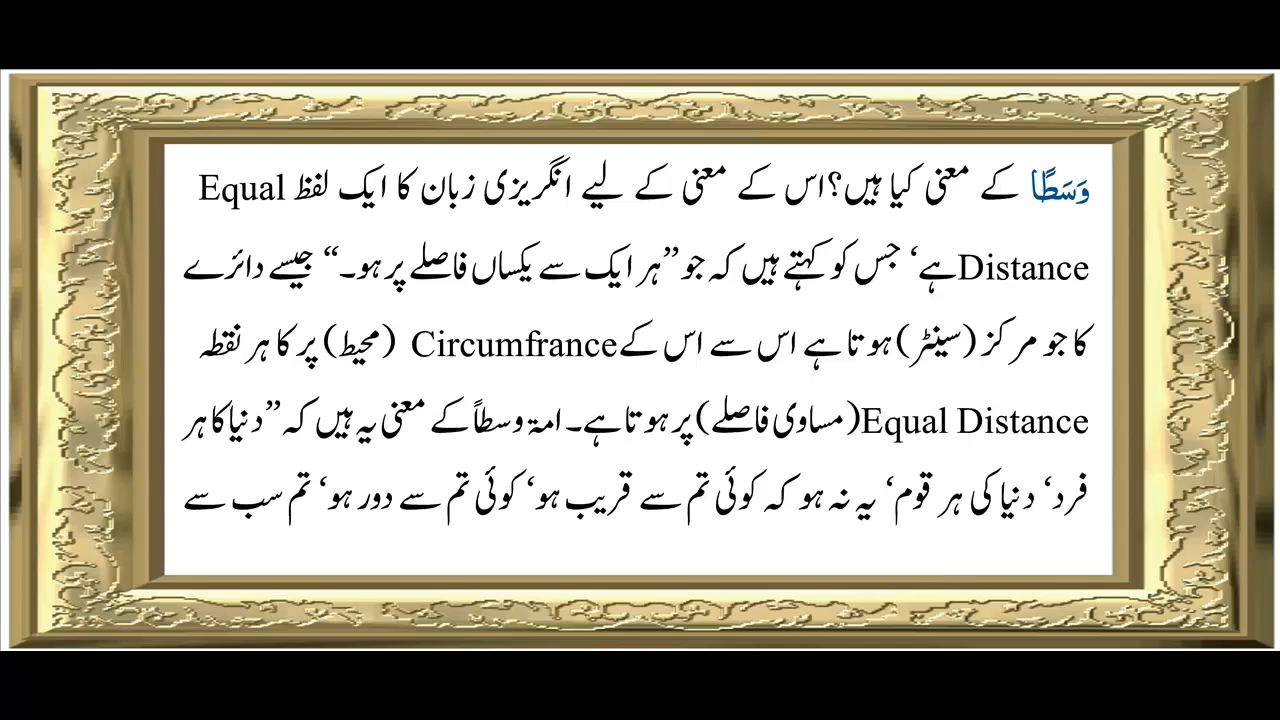 وَسَطًا کے معنی کیا ہیں؟اس کے معنی کے لیے انگریزی زبان کا ایک لفظ Equal
Distanceہے‘ جس کو کہتے ہیں کہ جو”ہر ایک سے یکساں فاصلے پر ہو۔“ جیسے دائرے
کا جو مرکز (سینٹر) ہوتا ہے اس سے اس کےCircumfrance (محیط) پر کا ہر نقطہ
Equal Distance(مساوی فاصلے) پر ہوتا ہے۔ امۃ وسطاً کے معنی یہ ہیں کہ ”دنیا کا ہر
فرد‘ دنیا کی ہر قوم‘ یہ نہ ہو کہ کوئی تم سے قریب ہو‘ کوئی تم سے دور ہو‘ تم سب سے